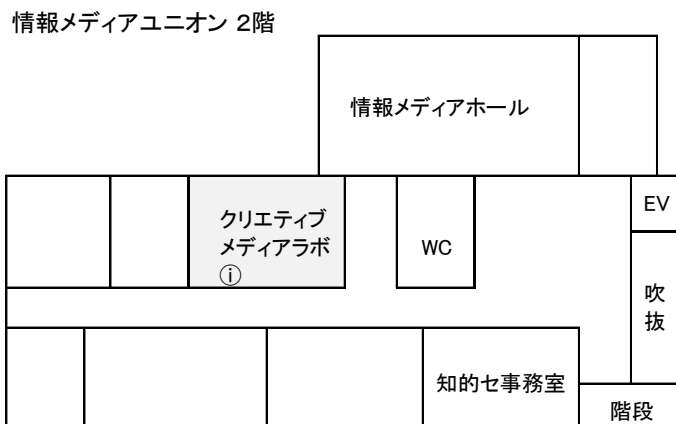 情報メディアユニオン 2階
情報メディアホール
EV
クリエティブ
メディアラボ
ⓘ
WC
吹
抜
知的セ事務室
階段